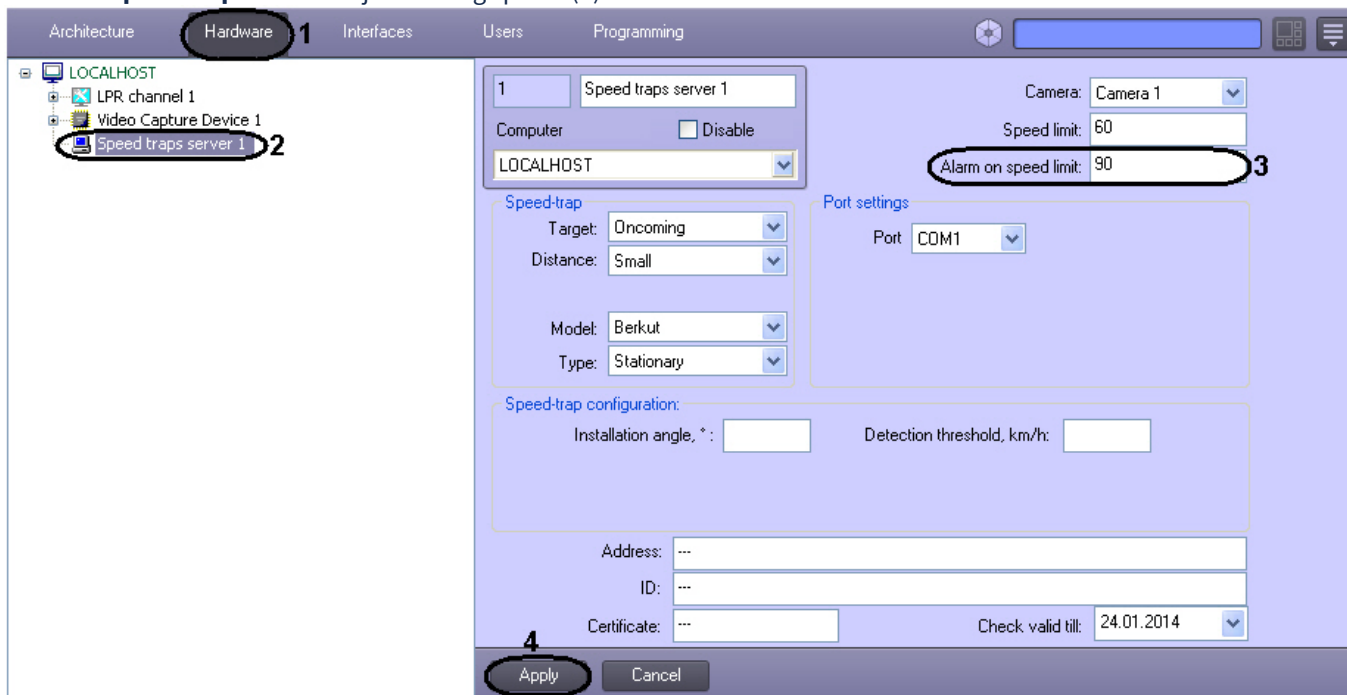 Architecture Hardware 1 Interfaces Users Programming
LOCALHOST
LPR channel 1
Video Capture Device 1
Speed traps server 1 2
1 Speed traps server 1
Computer Disable
LOCALHOST
Camera: Camera 1
Speed limit: 60
Alarm on speed limit: 90 3
Speed-trap
Target: Oncoming
Distance: Small
Model: Berkut
Type: Stationary
Port settings
Port COM1
Speed-trap configuration:
Installation angle, ° : Detection threshold, km/h:
Address: ---
ID: ---
Certificate: --- Check valid till: 24.01.2014
4
Apply Cancel